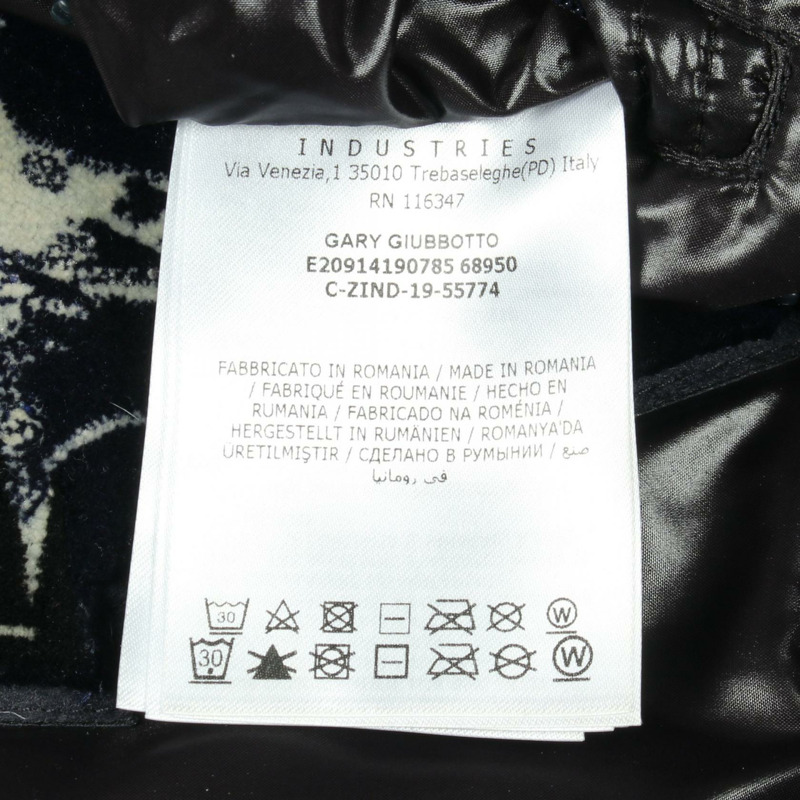 INDUSTRIES
Via Venezia,1 35010 Trebaseleghe(PD) Italy
RN 116347
GARY GIUBBOTTO
E20914190785 68950
C-ZIND-19-55774
FABBRICATO IN ROMANIA / MADE IN ROMANIA
/ FABRIQUÉ EN ROUMANIE / HECHO EN
RUMANIA / FABRICADO NA ROMÉNIA /
HERGESTELLT IN RUMÄNIEN / ROMANYA'DA
ÜRETILMIŞTIR / СДЕЛАНО В РУМЫНИИ / صنع
في رومانيا
30 W
30 W